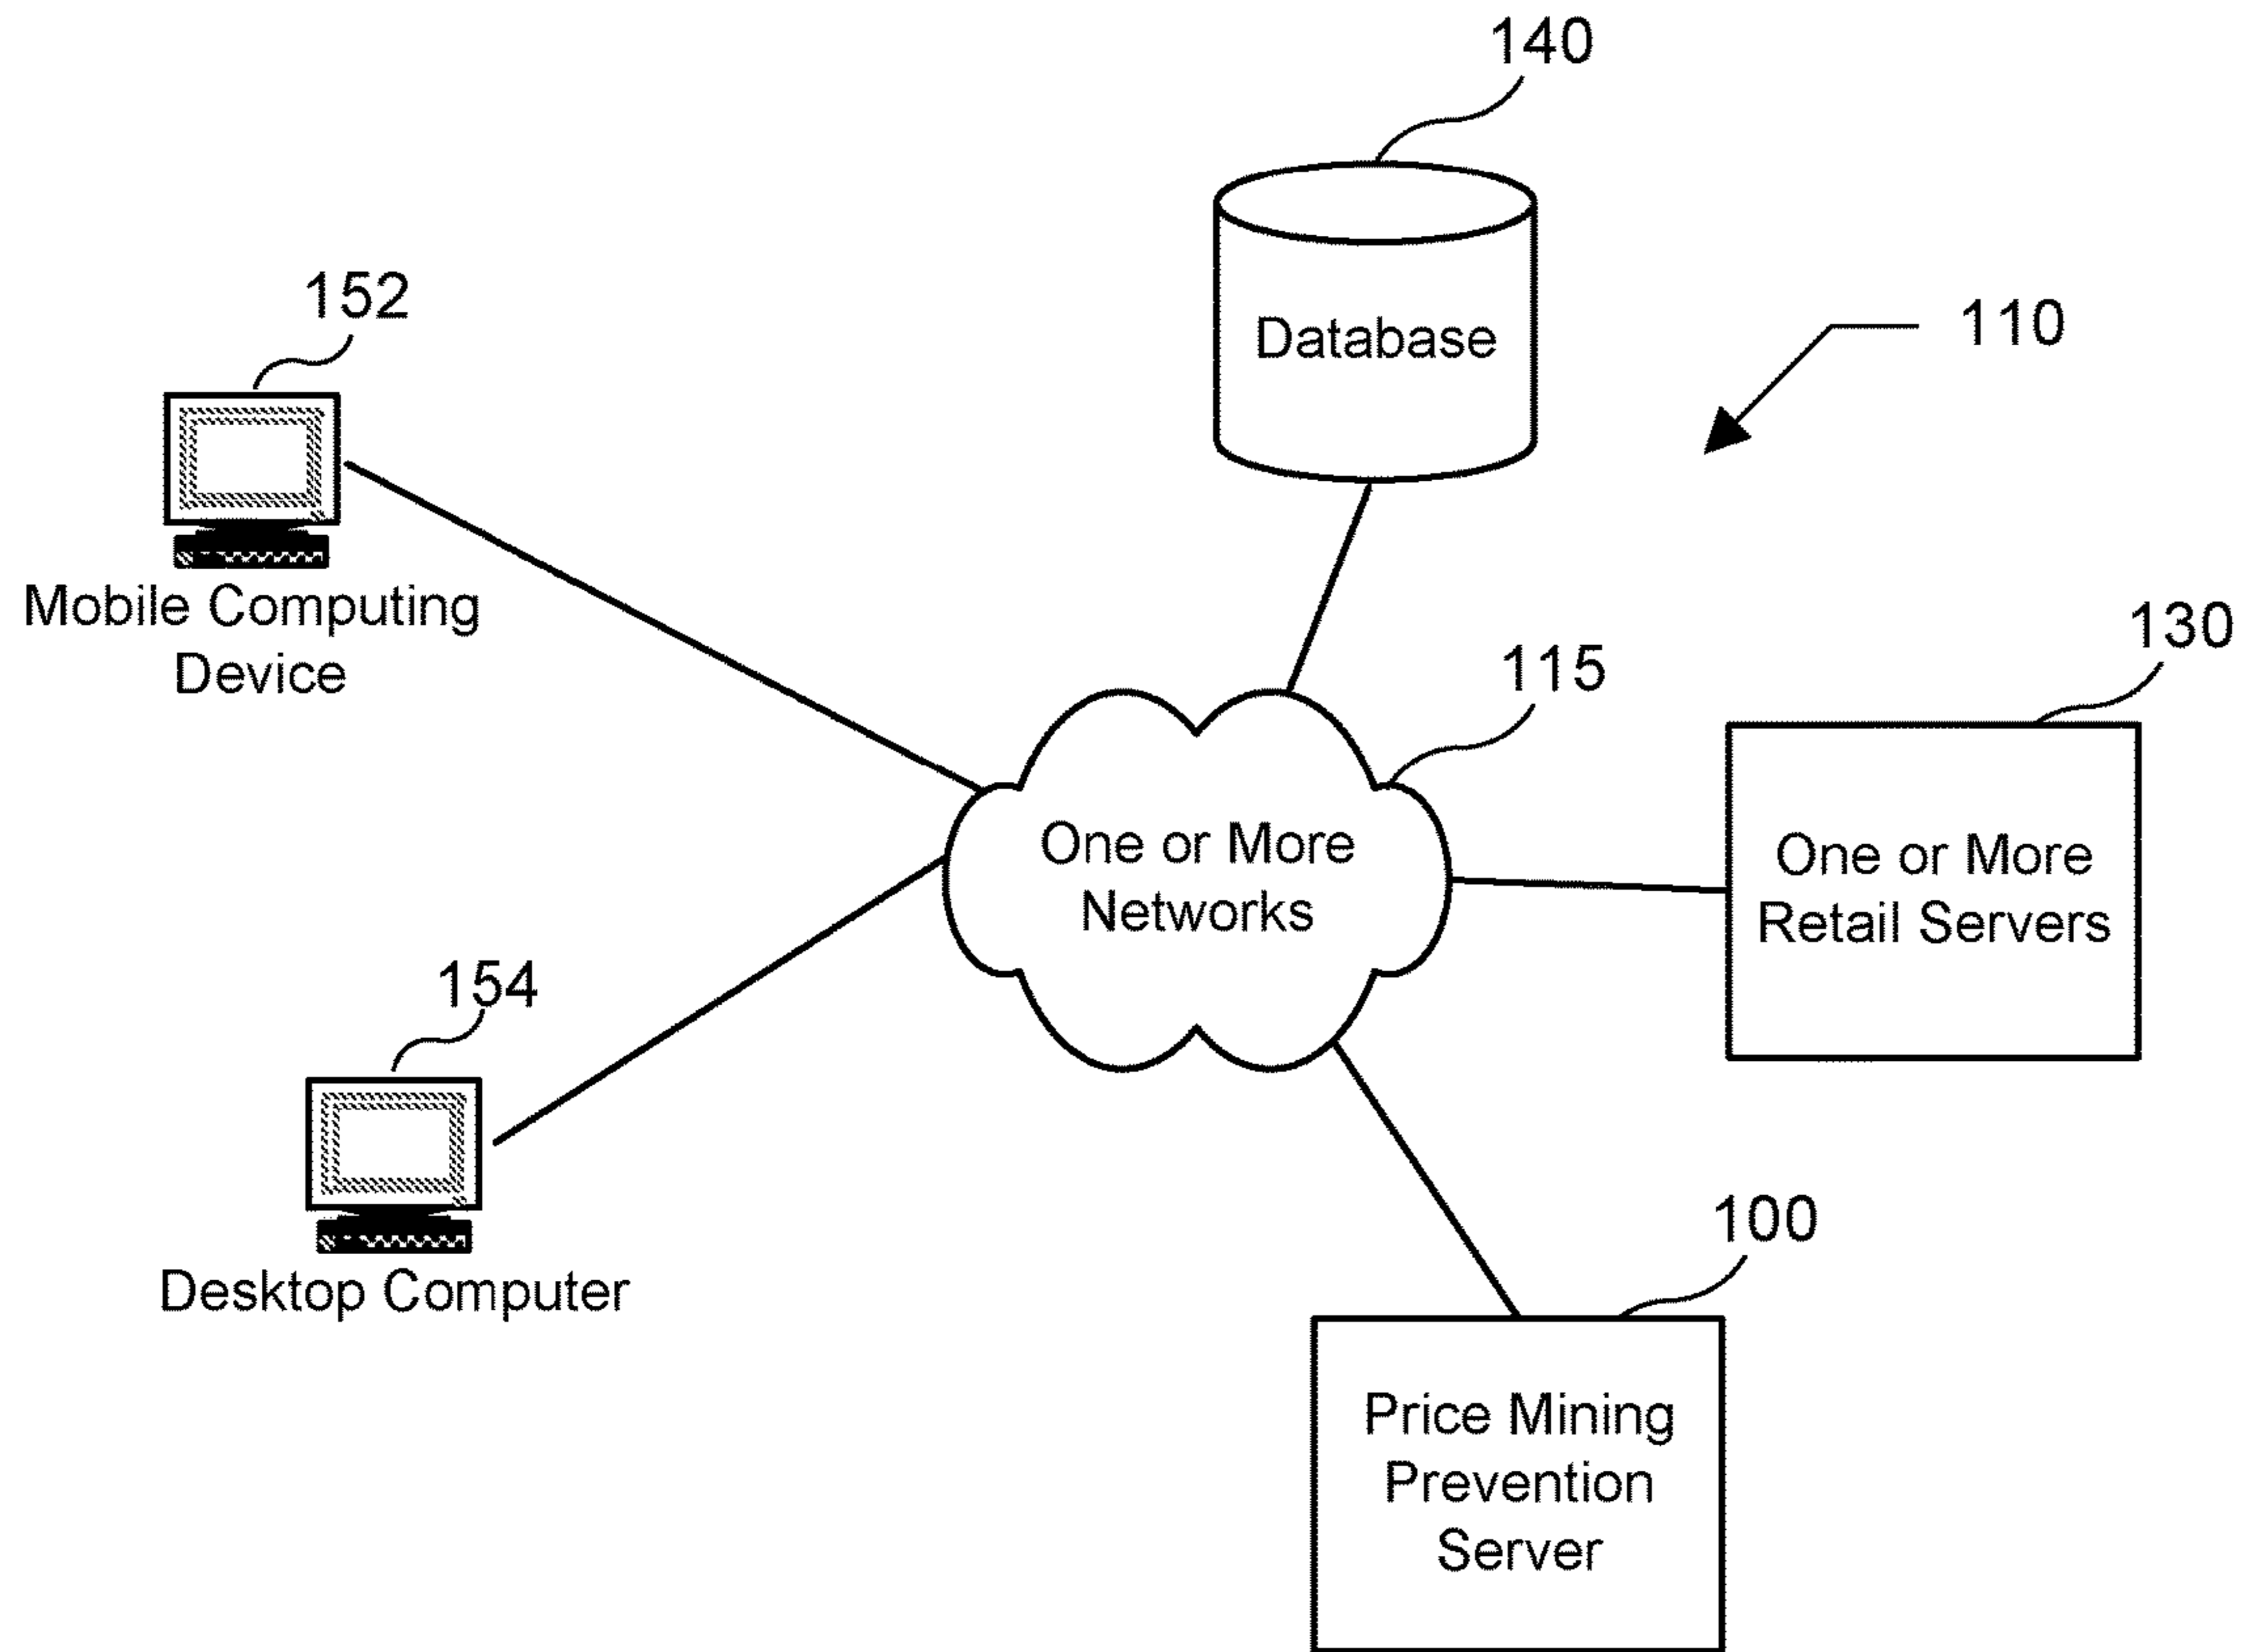 140
152
110
Database
Mobile Computing
Device
130
115
One or More
Networks
One or More
Retail Servers
154
100
Desktop Computer
Price Mining
Prevention
Server